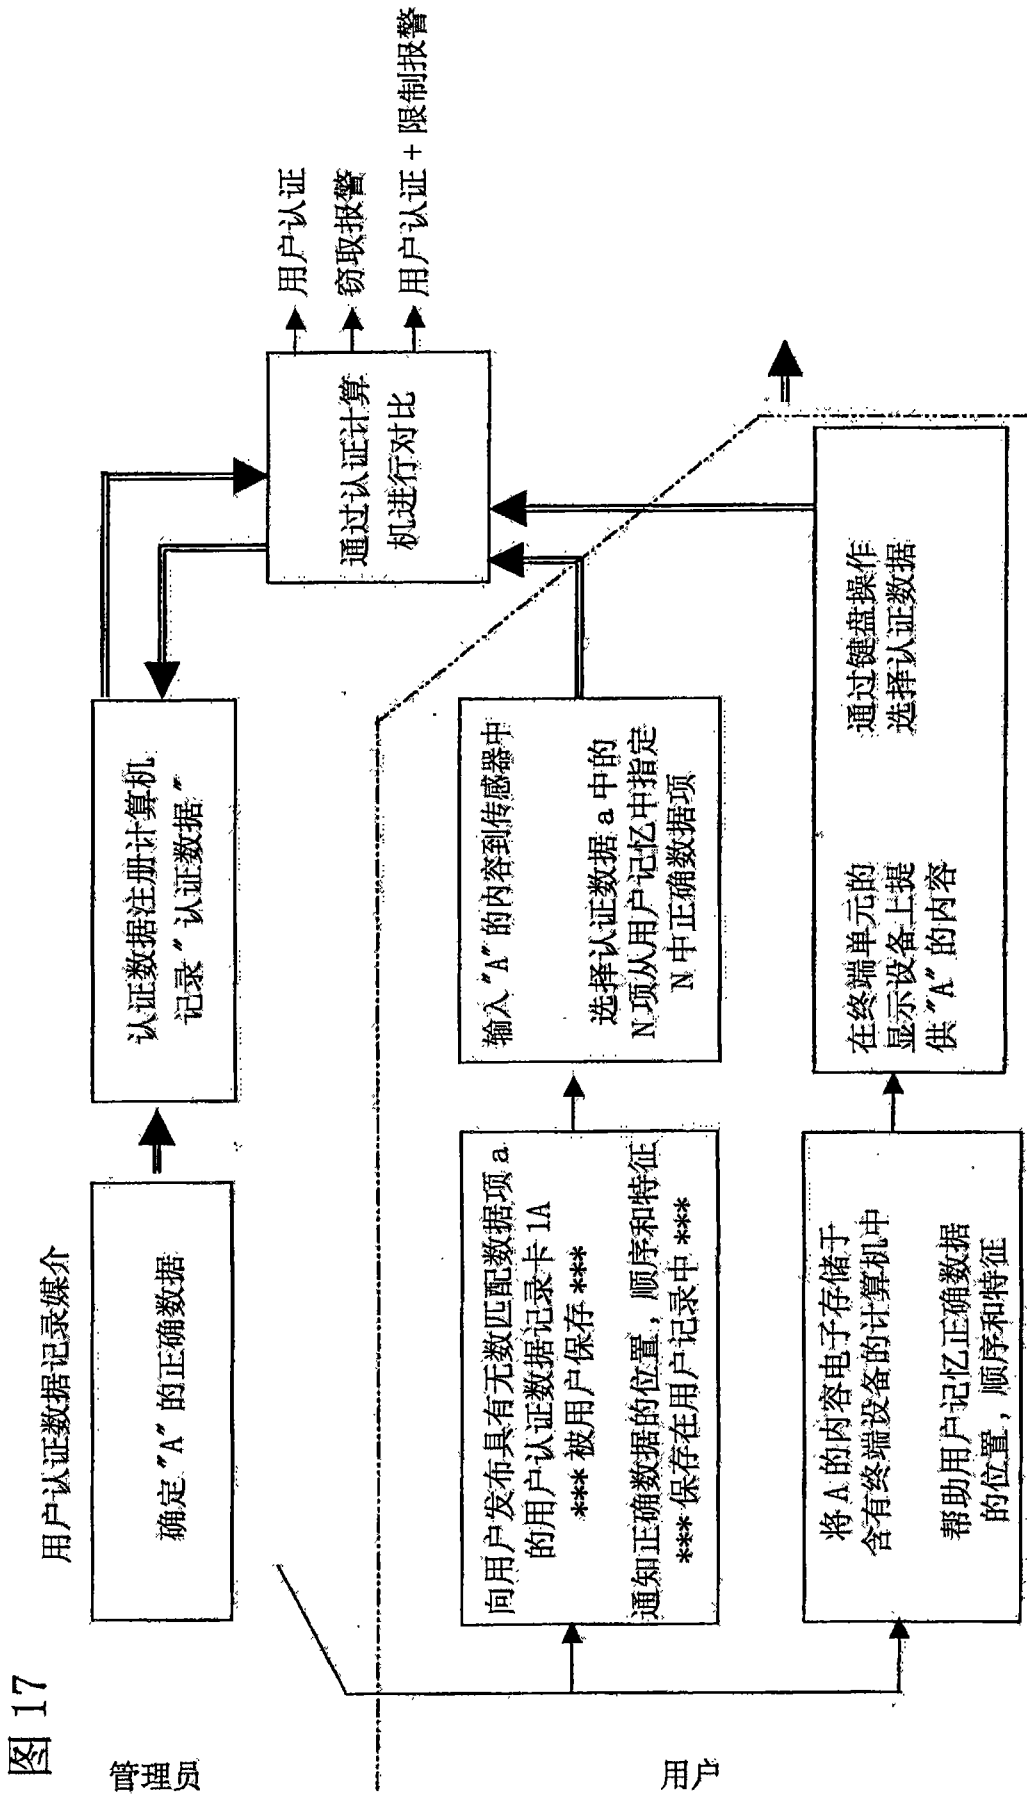 图 17
用户认证数据记录媒介
管理员
确定"A"的正确数据
认证数据注册计算机
记录"认证数据"
通过认证计算
机进行对比
用户认证
窃取报警
用户认证 + 限制报警
用户
向用户发布具有无数匹配数据项 a
的用户认证数据记录卡 1A
*** 被用户保存 ***
通知正确数据的位置，顺序和特征
*** 保存在用户记录中 ***
输入"A"的内容到传感器中
选择认证数据 a 中的
N 项从用户记忆中指定
N 中正确数据项
将 A 的内容电子存储于
含有终端设备的计算机中
帮助用户记忆正确数据
的位置，顺序和特征
在终端单元的
显示设备上提
供"A"的内容
通过键盘操作
选择认证数据